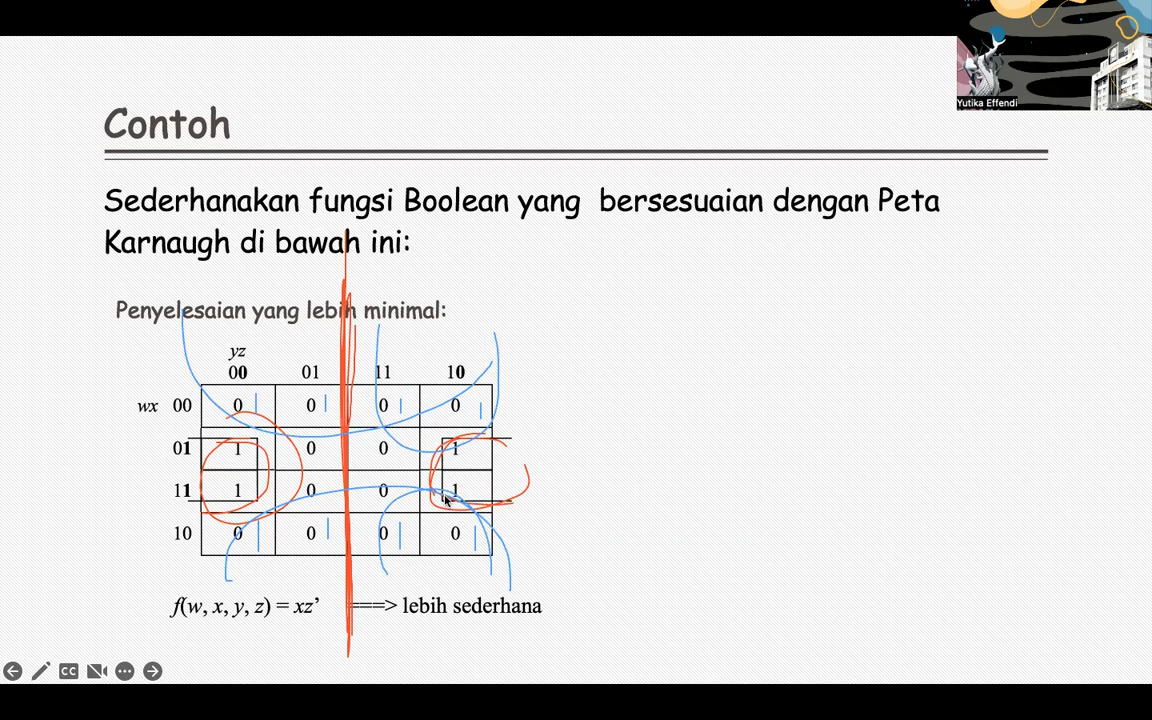 Yutika Effendi
Contoh
Sederhanakan fungsi Boolean yang bersesuaian dengan Peta
Karnaugh di bawah ini:
Penyelesaian yang lebih minimal:
yz
00 01 11 10
wx 00 0 | 0 | 0 | 0 |
01 1 0 0 1
11 1 0 0 1
10 0 | 0 | 0 | 0 |
f(w, x, y, z) = xz’ ===> lebih sederhana
CC